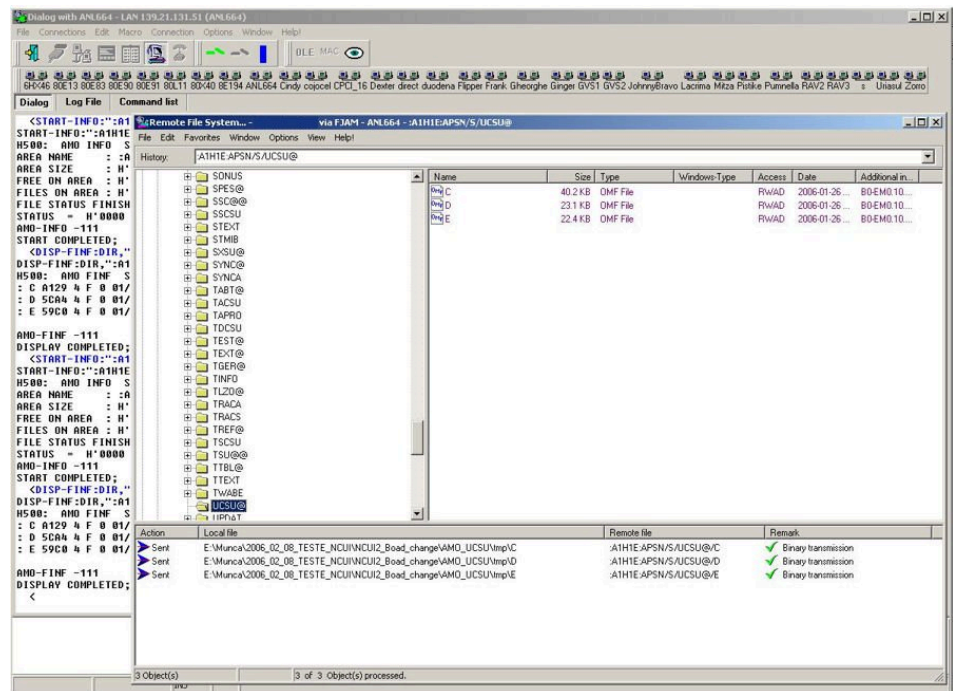 Dialog with ANL664 - LAN 139.21.131.51 (ANL664)
File Connections Edit Macro Connection Options Window Help!
OLE MAC
6HX46 80E13 80E83 80E90 80E91 80L11 80X40 8E194 ANL664 Cindy cojocel CPCI_16 Dexter direct duodena Flipper Frank Gheorghe Ginger GVS1 GVS2 JohnnyBravo Lacrima Mitza Pistike Pumnella RAV2 RAV3 s Uriasul Zorro
Dialog Log File Command list
<START-INFO:":A1
START-INFO:":A1H1E
H500: AMO INFO S
AREA NAME : :A
AREA SIZE : H'
FREE ON AREA : H'
FILES ON AREA : H'
FILE STATUS FINISH
STATUS = H'0000
AMO-INFO -111
START COMPLETED;
<DISP-FINF:DIR,"
DISP-FINF:DIR,":A1
H500: AMO FINF S
: C A129 4 F 0 01/
: D 5CA4 4 F 0 01/
: E 59C0 4 F 0 01/
AMO-FINF -111
DISPLAY COMPLETED;
<START-INFO:":A1
START-INFO:":A1H1E
H500: AMO INFO S
AREA NAME : :A
AREA SIZE : H'
FREE ON AREA : H'
FILES ON AREA : H'
FILE STATUS FINISH
STATUS = H'0000
AMO-INFO -111
START COMPLETED;
<DISP-FINF:DIR,"
DISP-FINF:DIR,":A1
H500: AMO FINF S
: C A129 4 F 0 01/
: D 5CA4 4 F 0 01/
: E 59C0 4 F 0 01/
AMO-FINF -111
DISPLAY COMPLETED;
<
Remote File System... - via FJAM - ANL664 - :A1H1E:APSN/S/UCSU@
File Edit Favorites Window Options View Help!
History: :A1H1E:APSN/S/UCSU@
SONUS
SPES@
SSC@@
SSCSU
STEXT
STMIB
SXSU@
SYNC@
SYNCA
TABT@
TACSU
TAPRO
TDCSU
TEST@
TEXT@
TGER@
TINFO
TLZO@
TRACA
TRACS
TREF@
TSCSU
TSU@@
TTBL@
TTEXT
TWABE
UCSU@
UPDAT
Name Size Type Windows-Type Access Date Additional in...
C 40.2 KB OMF File RWAD 2006-01-26 ... B0-EM0.10....
D 23.1 KB OMF File RWAD 2006-01-26 ... B0-EM0.10....
E 22.4 KB OMF File RWAD 2006-01-26 ... B0-EM0.10....
Action Local file Remote file Remark
Sent E:\Munca\2006_02_08_TESTE_NCUI\NCUI2_Boad_change\AMO_UCSU\tmp\C :A1H1E:APSN/S/UCSU@/C Binary transmission
Sent E:\Munca\2006_02_08_TESTE_NCUI\NCUI2_Boad_change\AMO_UCSU\tmp\D :A1H1E:APSN/S/UCSU@/D Binary transmission
Sent E:\Munca\2006_02_08_TESTE_NCUI\NCUI2_Boad_change\AMO_UCSU\tmp\E :A1H1E:APSN/S/UCSU@/E Binary transmission
3 Object(s) 3 of 3 Object(s) processed.